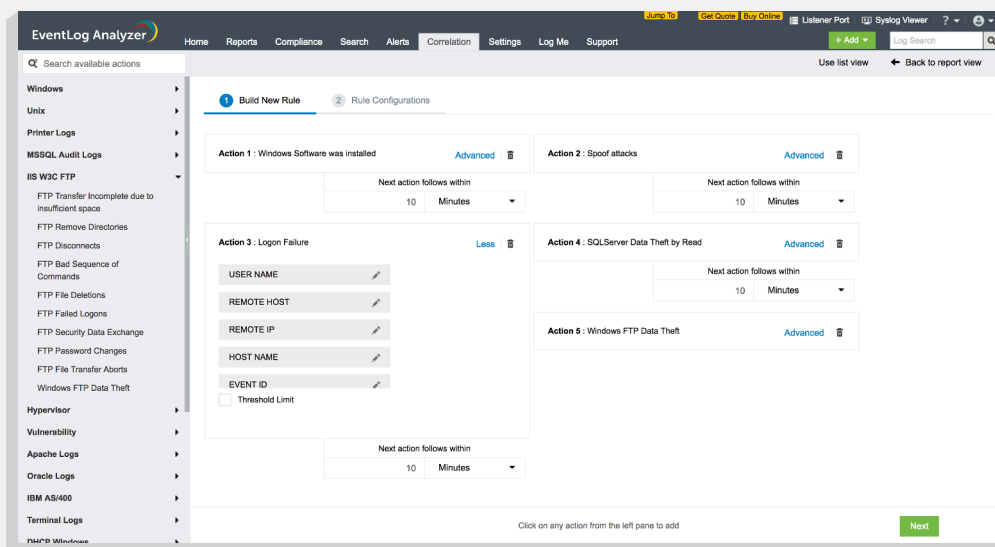 Jump To
Get Quote
Buy Online
Listener Port
Syslog Viewer
?
EventLog Analyzer
Home
Reports
Compliance
Search
Alerts
Correlation
Settings
Log Me
Support
+ Add
Log Search
Search available actions
Use list view
Back to report view
Windows
Unix
Printer Logs
MSSQL Audit Logs
IIS W3C FTP
FTP Transfer Incomplete due to
insufficient space
FTP Remove Directories
FTP Disconnects
FTP Bad Sequence of
Commands
FTP File Deletions
FTP Failed Logons
FTP Security Data Exchange
FTP Password Changes
FTP File Transfer Aborts
Windows FTP Data Theft
Hypervisor
Vulnerability
Apache Logs
Oracle Logs
IBM AS/400
Terminal Logs
DHCP Windows
1 Build New Rule
2 Rule Configurations
Action 1 : Windows Software was installed
Advanced
Next action follows within
10 Minutes
Action 2 : Spoof attacks
Advanced
Next action follows within
10 Minutes
Action 3 : Logon Failure
Less
USER NAME
REMOTE HOST
REMOTE IP
HOST NAME
EVENT ID
Threshold Limit
Next action follows within
10 Minutes
Action 4 : SQLServer Data Theft by Read
Advanced
Next action follows within
10 Minutes
Action 5 : Windows FTP Data Theft
Advanced
Click on any action from the left pane to add
Next